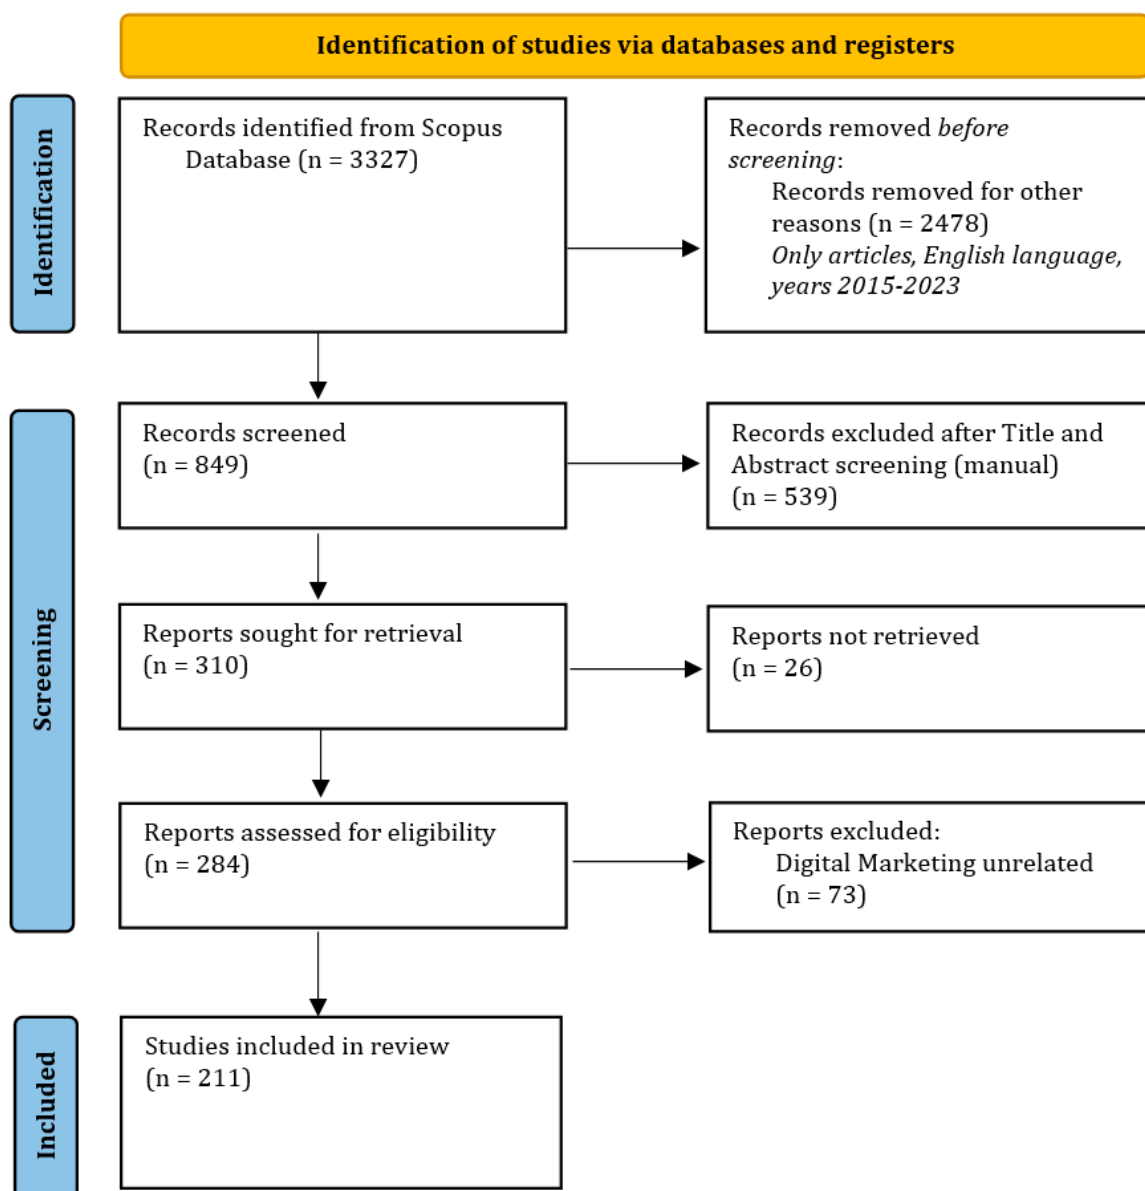 Identification of studies via databases and registers
Identification
Records identified from Scopus
Database (n = 3327)
Records removed before
screening:
Records removed for other
reasons (n = 2478)
Only articles, English language,
years 2015-2023
Screening
Records screened
(n = 849)
Records excluded after Title and
Abstract screening (manual)
(n = 539)
Reports sought for retrieval
(n = 310)
Reports not retrieved
(n = 26)
Reports assessed for eligibility
(n = 284)
Reports excluded:
Digital Marketing unrelated
(n = 73)
Included
Studies included in review
(n = 211)